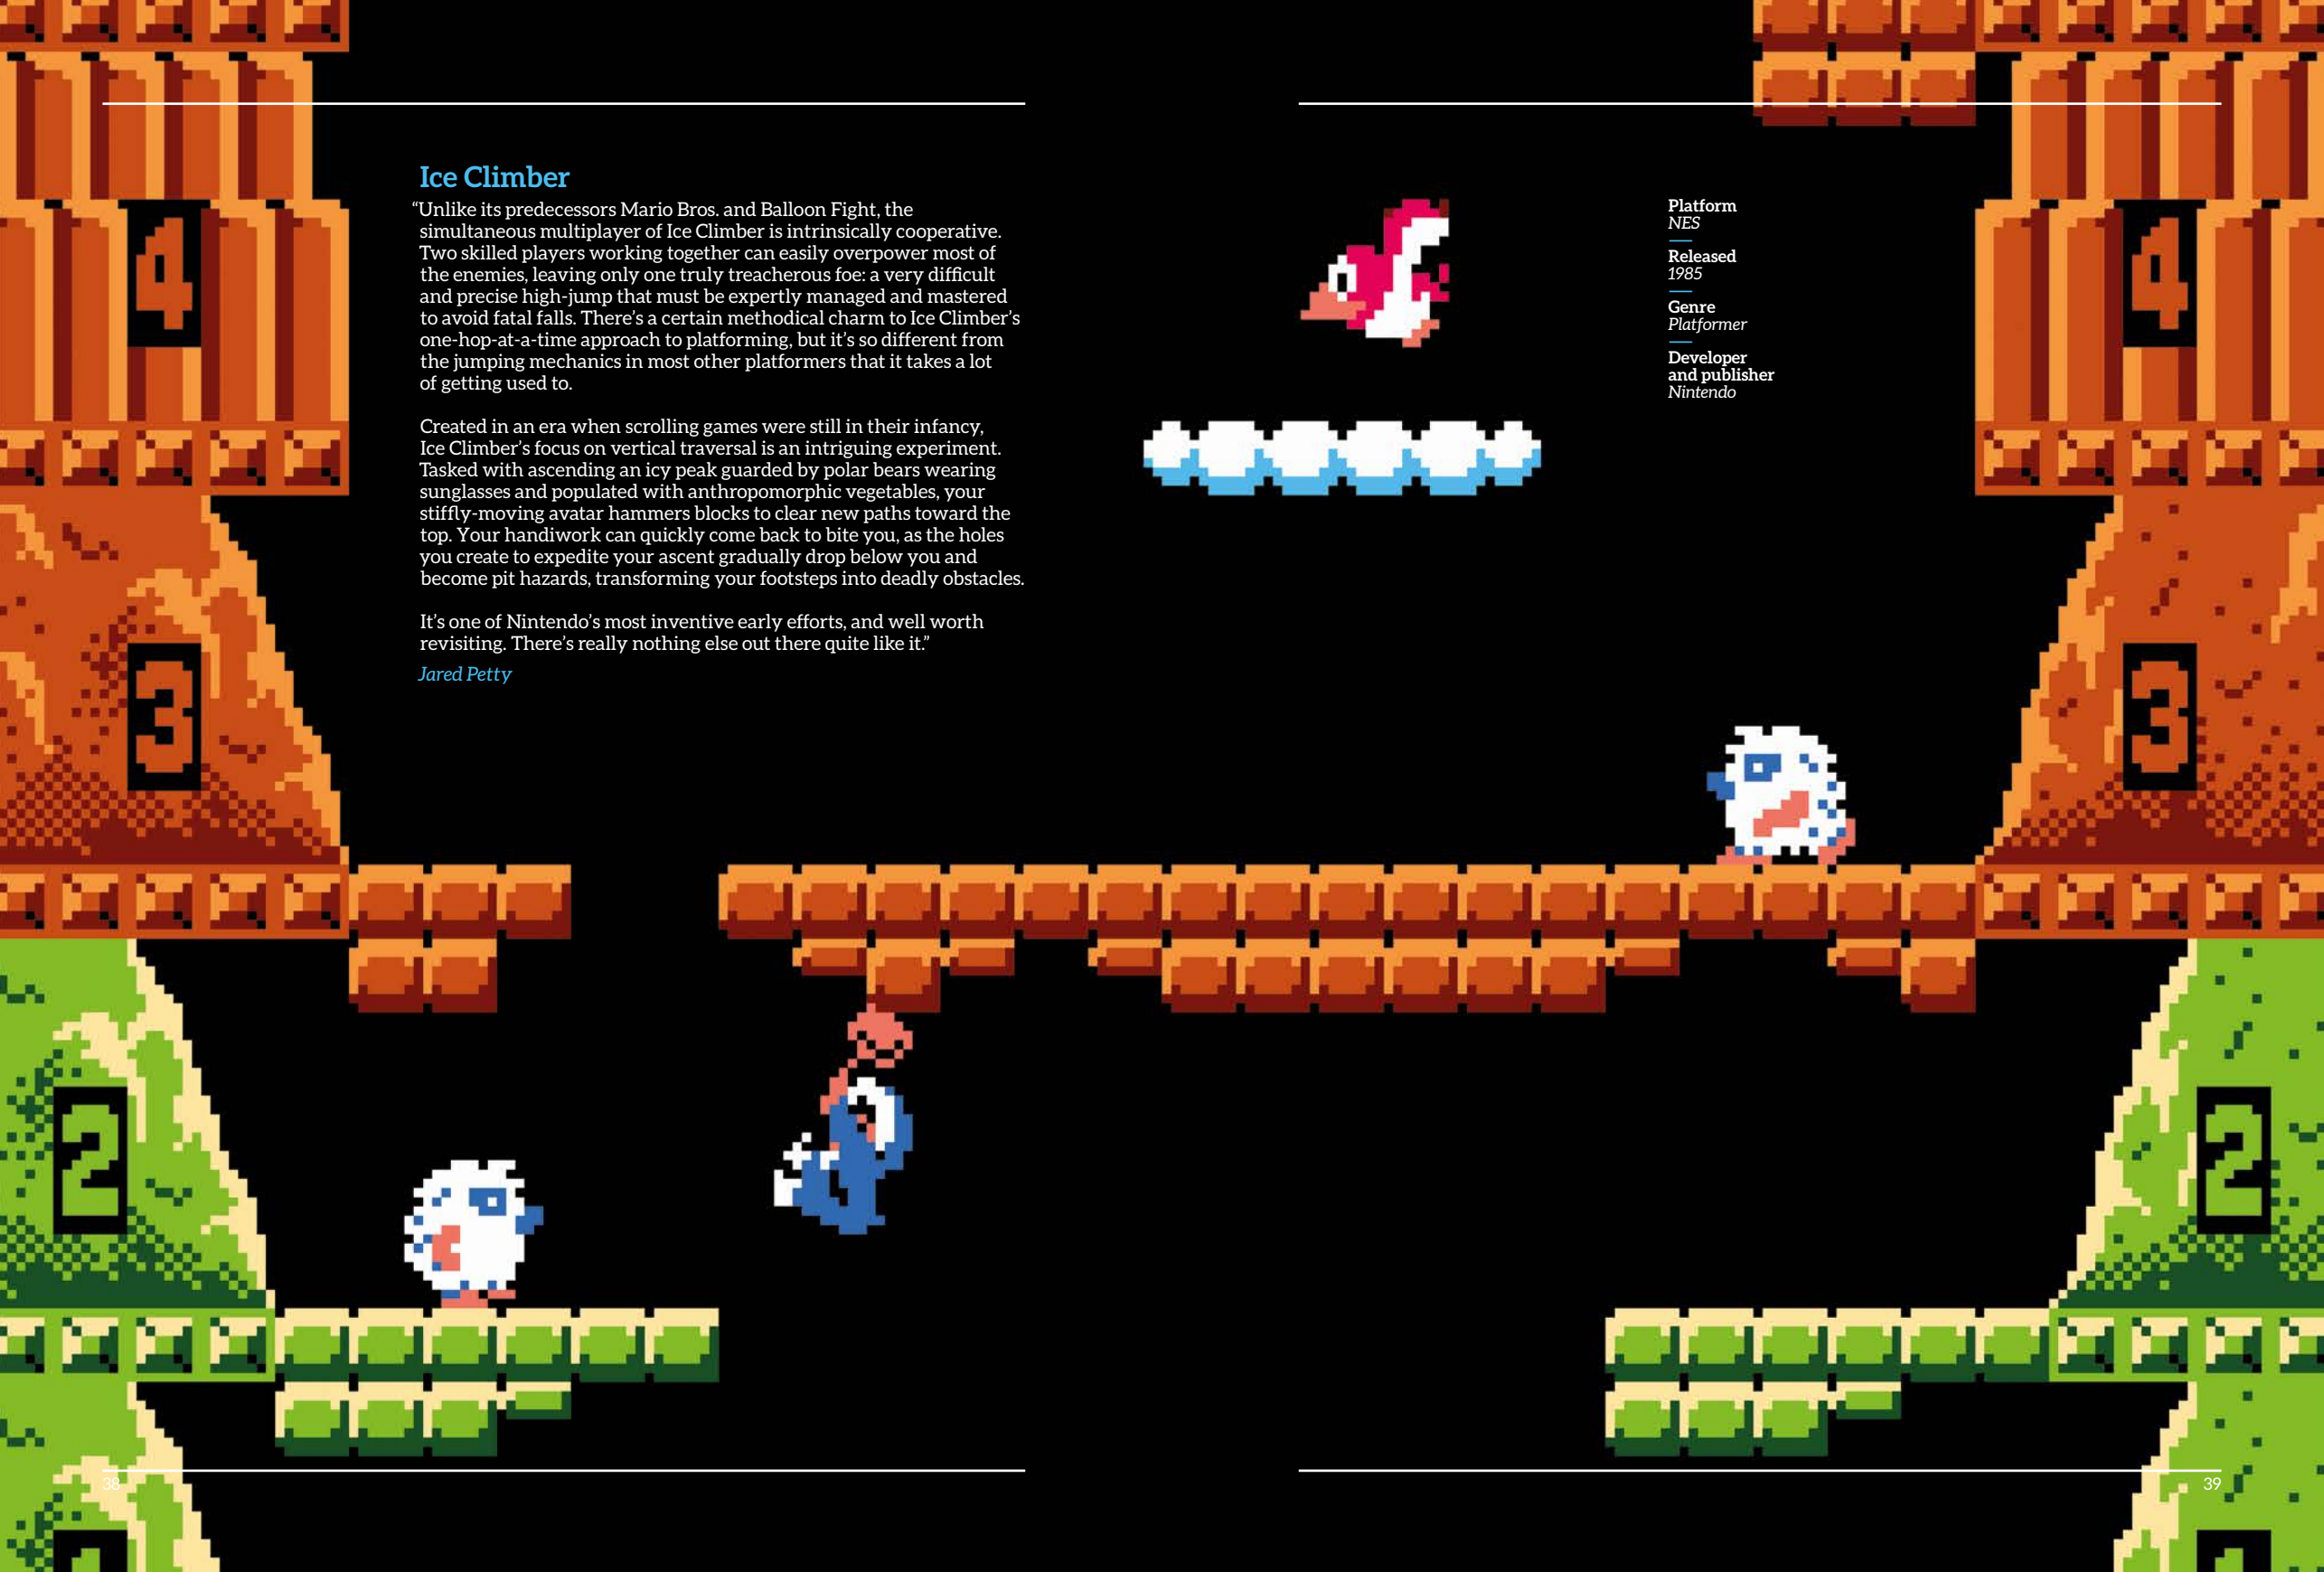 Ice Climber
“Unlike its predecessors Mario Bros. and Balloon Fight, the
simultaneous multiplayer of Ice Climber is intrinsically cooperative.
Two skilled players working together can easily overpower most of
the enemies, leaving only one truly treacherous foe: a very difficult
and precise high-jump that must be expertly managed and mastered
to avoid fatal falls. There’s a certain methodical charm to Ice Climber’s
one-hop-at-a-time approach to platforming, but it’s so different from
the jumping mechanics in most other platformers that it takes a lot
of getting used to.
Created in an era when scrolling games were still in their infancy,
Ice Climber’s focus on vertical traversal is an intriguing experiment.
Tasked with ascending an icy peak guarded by polar bears wearing
sunglasses and populated with anthropomorphic vegetables, your
stiffly-moving avatar hammers blocks to clear new paths toward the
top. Your handiwork can quickly come back to bite you, as the holes
you create to expedite your ascent gradually drop below you and
become pit hazards, transforming your footsteps into deadly obstacles.
It’s one of Nintendo’s most inventive early efforts, and well worth
revisiting. There’s really nothing else out there quite like it.”
Jared Petty
Platform
NES
Released
1985
Genre
Platformer
Developer
and publisher
Nintendo
4
4
3
3
2
2
38
39